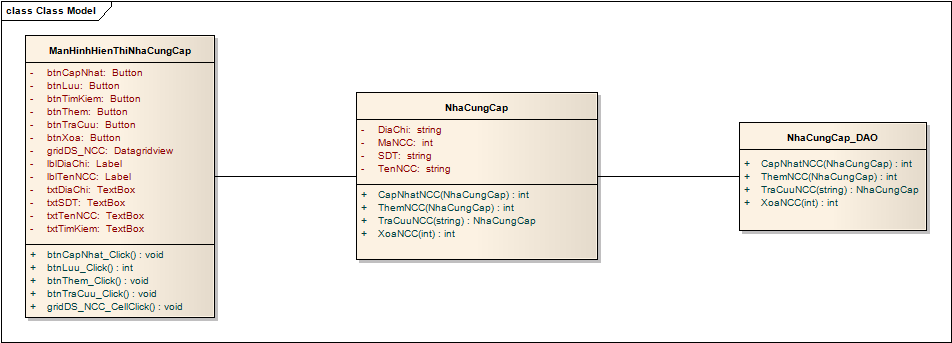 class Class Model
ManHinhHienThiNhaCungCap
- btnCapNhat: Button
- btnLuu: Button
- btnTimKiem: Button
- btnThem: Button
- btnTraCuu: Button
- btnXoa: Button
- gridDS_NCC: Datagridview
- lblDiaChi: Label
- lblTenNCC: Label
- txtDiaChi: TextBox
- txtSDT: TextBox
- txtTenNCC: TextBox
- txtTimKiem: TextBox
+ btnCapNhat_Click() : void
+ btnLuu_Click() : int
+ btnThem_Click() : void
+ btnTraCuu_Click() : void
+ gridDS_NCC_CellClick() : void
NhaCungCap
- DiaChi: string
- MaNCC: int
- SDT: string
- TenNCC: string
+ CapNhatNCC(NhaCungCap) : int
+ ThemNCC(NhaCungCap) : int
+ TraCuuNCC(string) : NhaCungCap
+ XoaNCC(int) : int
NhaCungCap_DAO
+ CapNhatNCC(NhaCungCap) : int
+ ThemNCC(NhaCungCap) : int
+ TraCuuNCC(string) : NhaCungCap
+ XoaNCC(int) : int